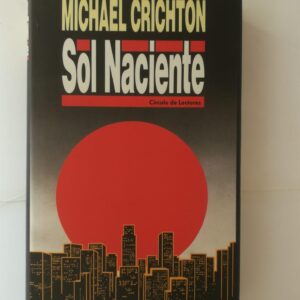 MICHAEL CRICHTON
Sol Naciente
Círculo de Lectores